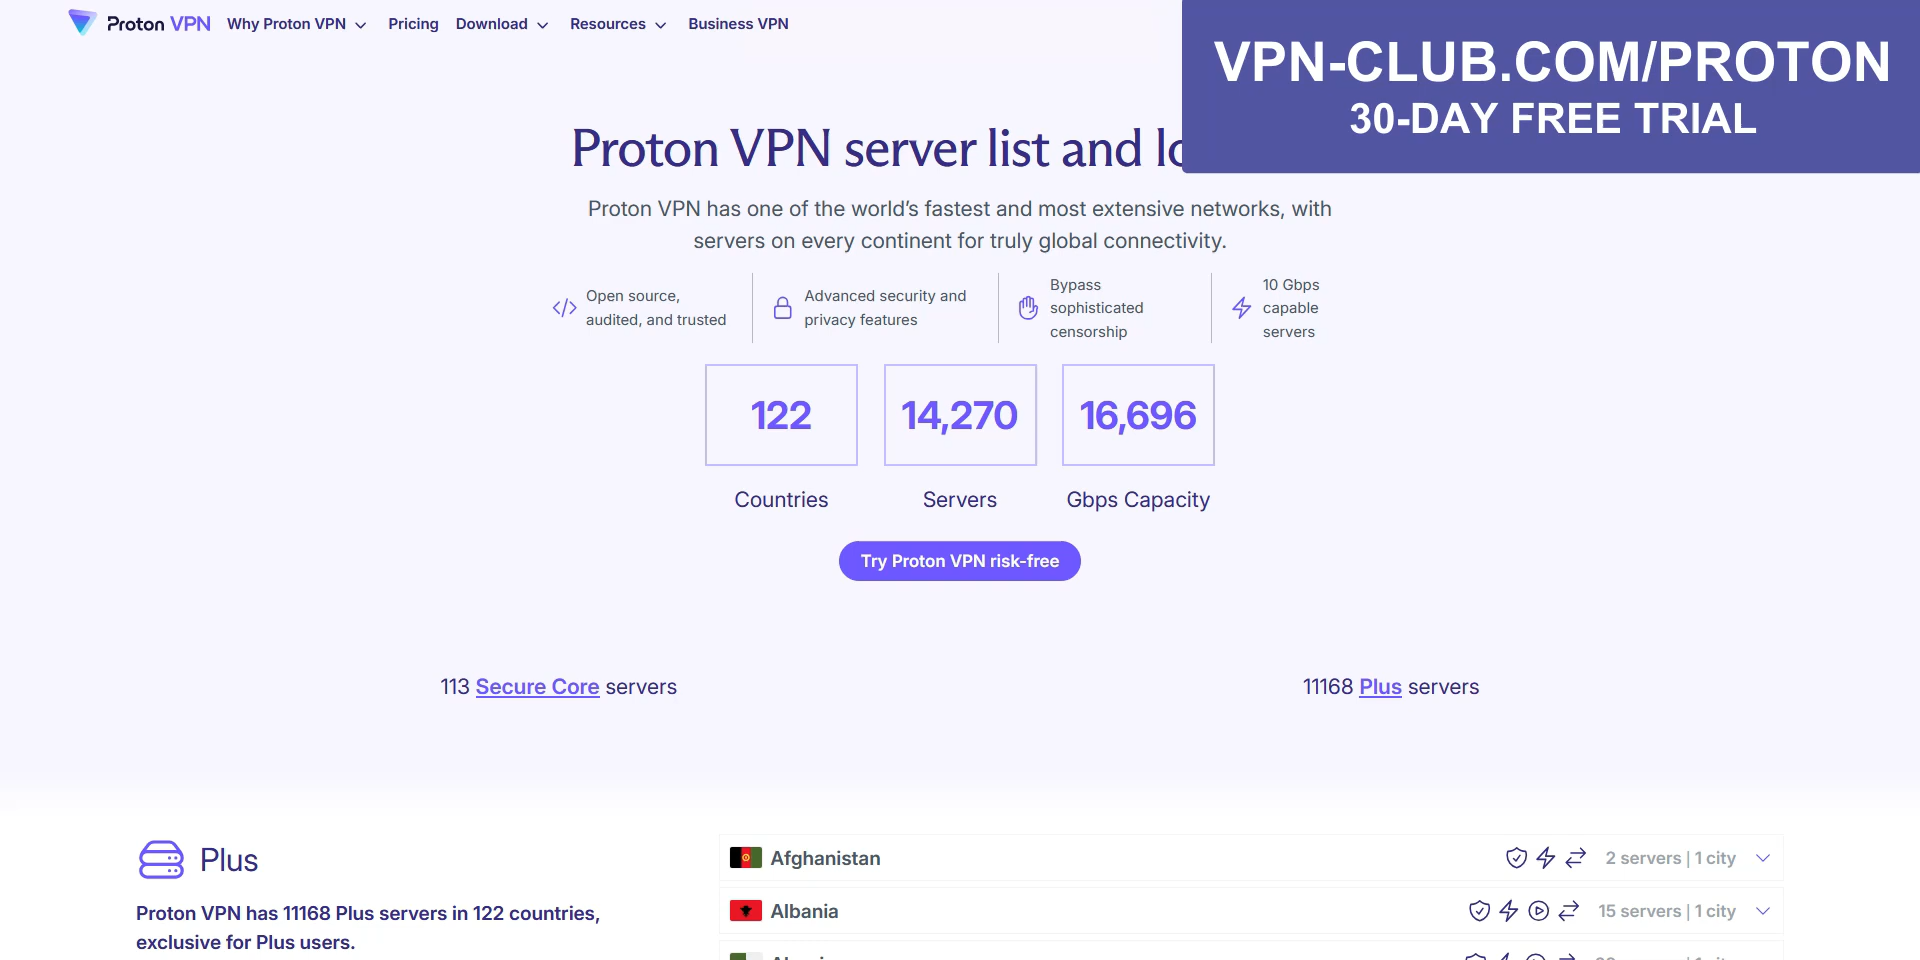 Proton VPN
Why Proton VPN
Pricing
Download
Resources
Business VPN
VPN-CLUB.COM/PROTON
30-DAY FREE TRIAL
Proton VPN server list and lo
Proton VPN has one of the world’s fastest and most extensive networks, with
servers on every continent for truly global connectivity.
Open source,
audited, and trusted
Advanced security and
privacy features
Bypass
sophisticated
censorship
10 Gbps
capable
servers
122
14,270
16,696
Countries
Servers
Gbps Capacity
Try Proton VPN risk-free
113 Secure Core servers
11168 Plus servers
Plus
Proton VPN has 11168 Plus servers in 122 countries,
exclusive for Plus users.
Afghanistan
2 servers | 1 city
Albania
15 servers | 1 city